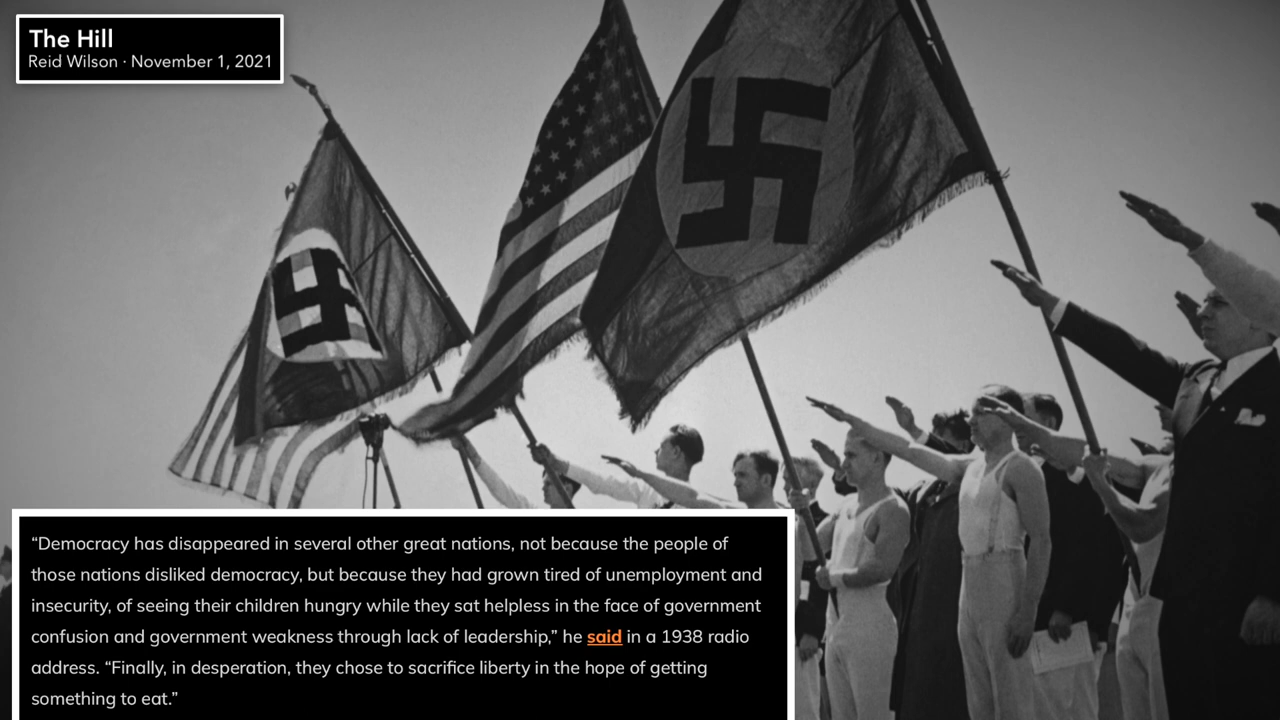 The Hill
Reid Wilson · November 1, 2021
“Democracy has disappeared in several other great nations, not because the people of
those nations disliked democracy, but because they had grown tired of unemployment and
insecurity, of seeing their children hungry while they sat helpless in the face of government
confusion and government weakness through lack of leadership,” he said in a 1938 radio
address. “Finally, in desperation, they chose to sacrifice liberty in the hope of getting
something to eat.”